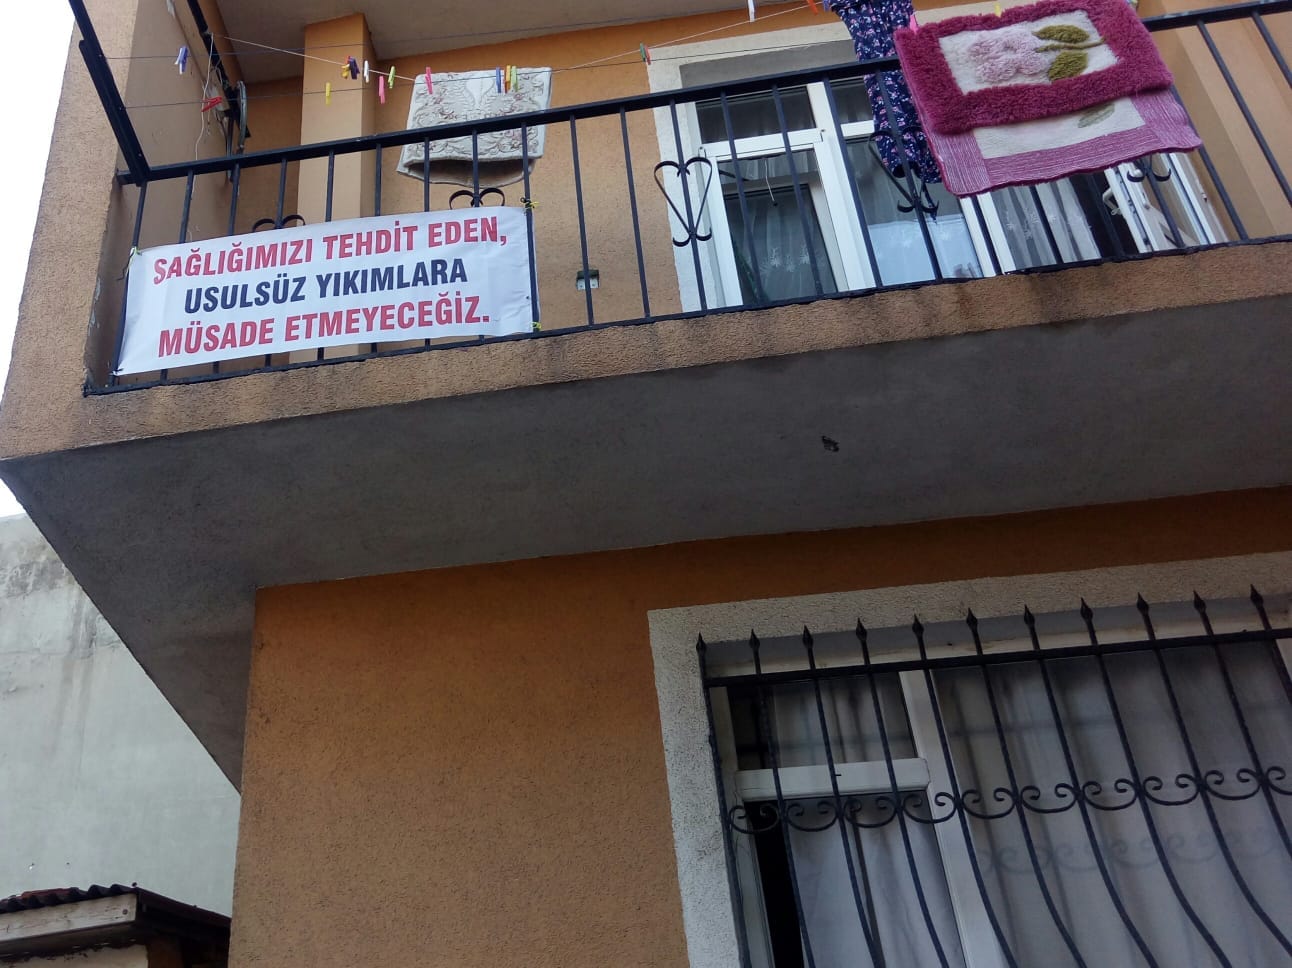 SAĞLIĞIMIZI TEHDİT EDEN,
USULSÜZ YIKIMLARA
MÜSADE ETMEYECEĞİZ.